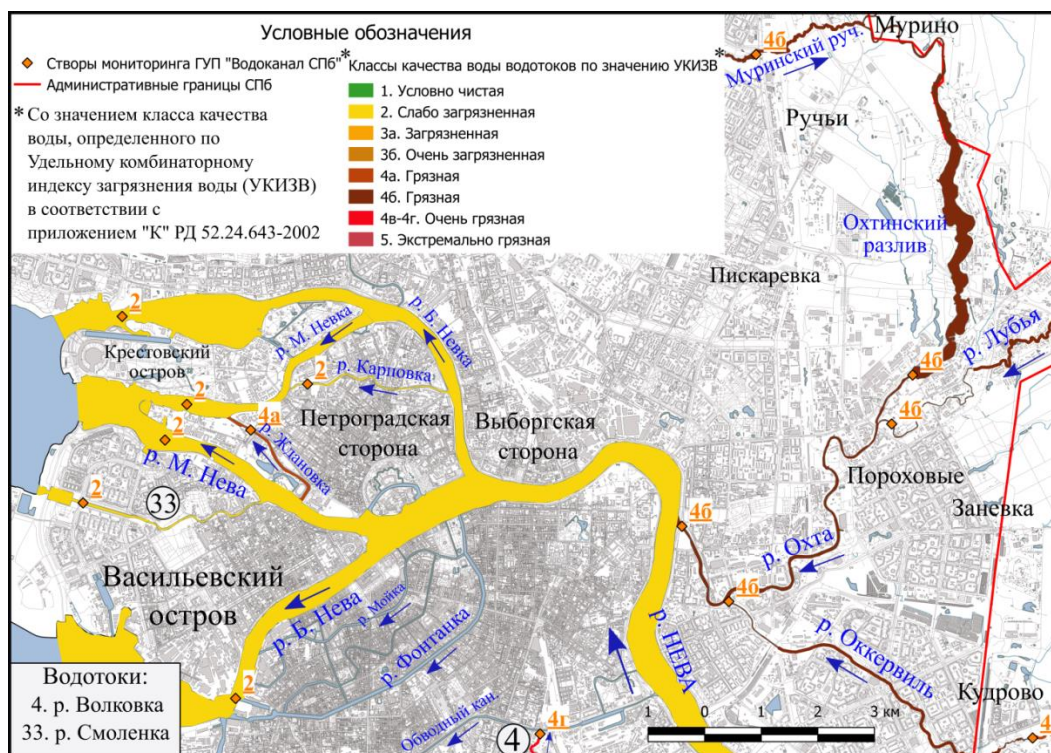 Условные обозначения
Створы мониторинга ГУП "Водоканал СПб"
Административные границы СПб
* Со значением класса качества
воды, определенного по
Удельному комбинаторному
индексу загрязнения воды (УКИЗВ)
в соответствии с
приложением "К" РД 52.24.643-2002
*Классы качества воды водотоков по значению УКИЗВ*
1. Условно чистая
2. Слабо загрязненная
3а. Загрязненная
3б. Очень загрязненная
4а. Грязная
4б. Грязная
4в-4г. Очень грязная
5. Экстремально грязная
4б
Мурино
Муринский руч.
Ручьи
Охтинский
разлив
Пискаревка
р. Лубья
4б
4б
2
р. М. Невка
р. Б. Невка
Крестовский
остров
2
р. Карповка
2
4а
2
Петроградская
сторона
Выборгская
сторона
р. Ждановка
р. М. Нева
2
33
Пороховые
Заневка
4б
р. Охта
4б
Васильевский
остров
р. Б. Нева
р. Мойка
р. Фонтанка
р. НЕВА
р. Оккервиль
Кудрово
2
Обводный кан.
4
4г
4
1 0 1 2 3 км
Водотоки:
4. р. Волковка
33. р. Смоленка